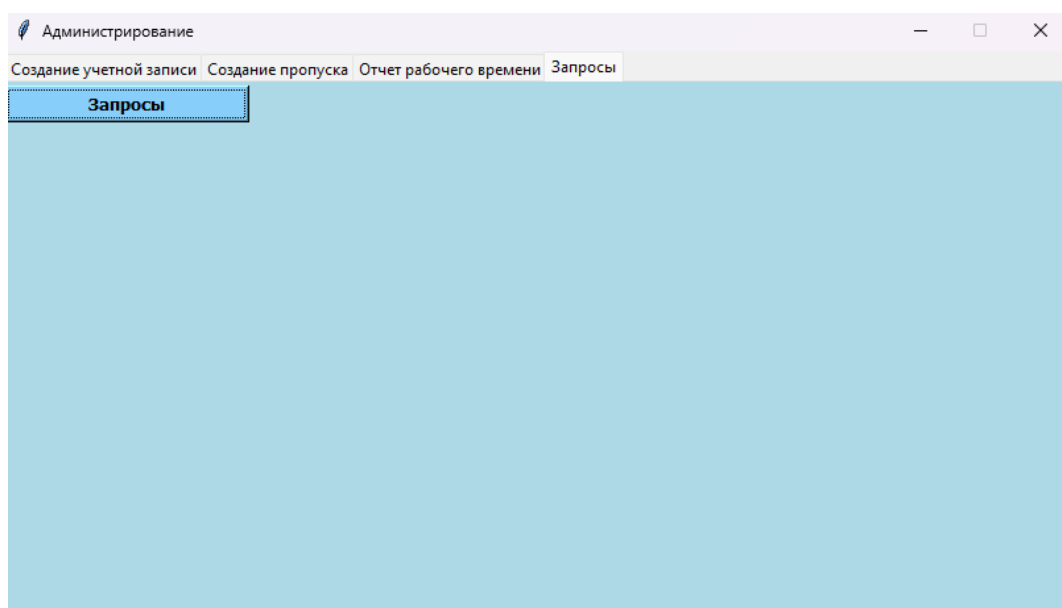 Администрирование
Создание учетной записи Создание пропуска Отчет рабочего времени Запросы
Запросы